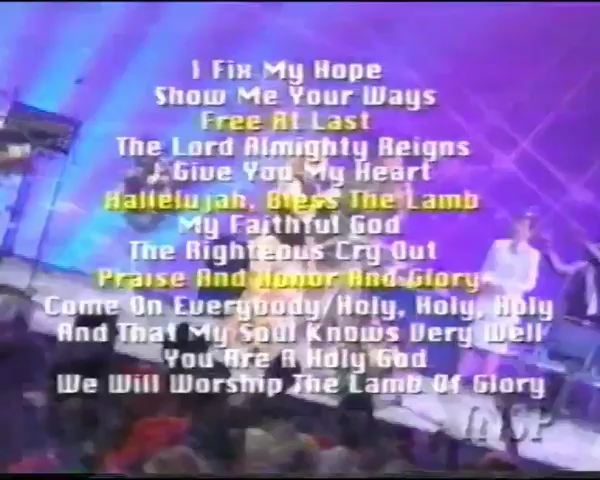 I Fix My Hope
Show Me Your Ways
Free At Last
The Lord Almighty Reigns
I Give You My Heart
Hallelujah, Bless The Lamb
My Faithful God
The Righteous Cry Out
Praise And Honor And Glory
Come On Everybody/Holy, Holy, Holy
And That My Soul Knows Very Well
You Are A Holy God
We Will Worship The Lamb Of Glory
INSP